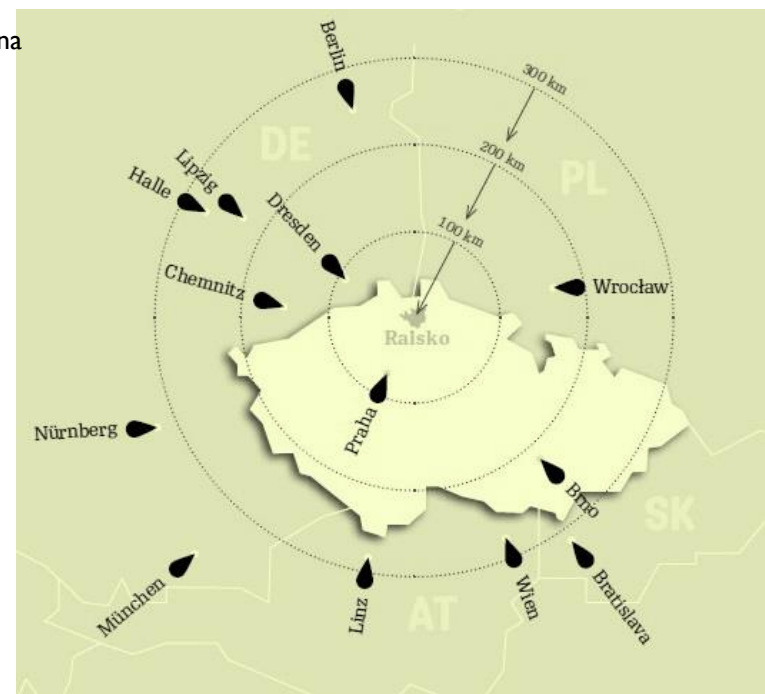 na
Berlin
300 km
DE
200 km
PL
Lipzig
Halle
Dresden
100 km
Chemnitz
Wrocław
Ralsko
Praha
Nürnberg
Brno
SK
München
Linz
AT
Wien
Bratislava